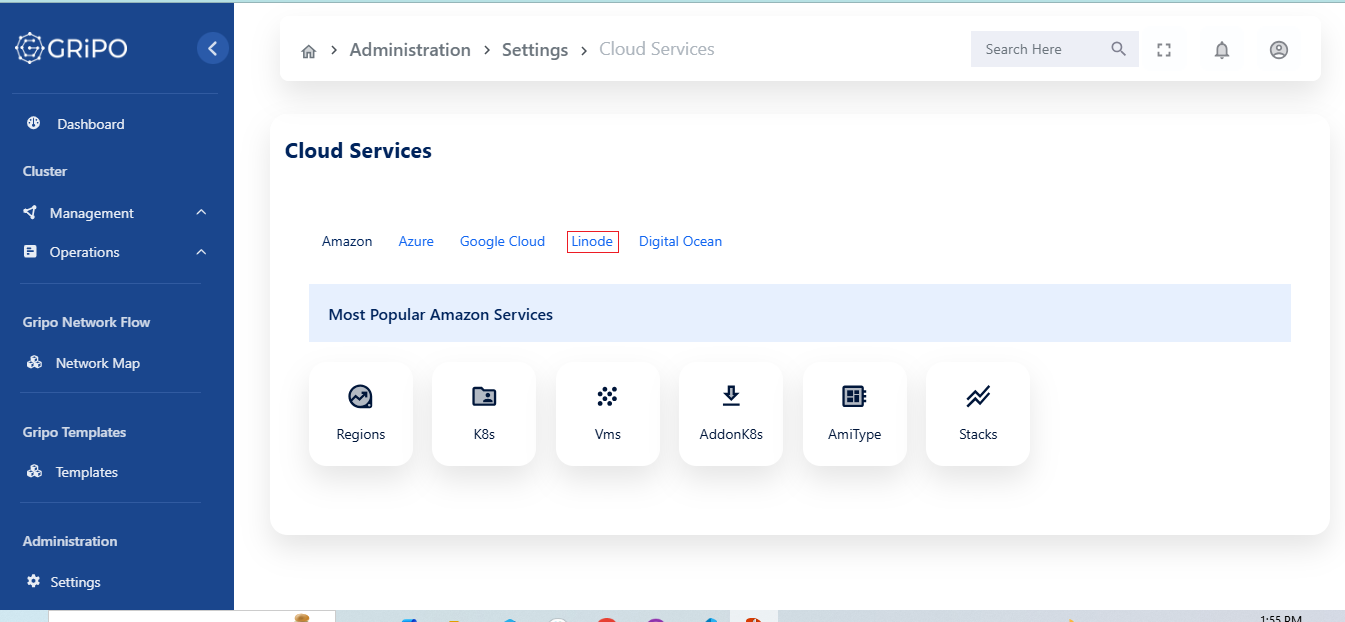 GRiPO
Administration
Settings
Cloud Services
Search Here
Dashboard
Cluster
Management
Operations
Gripo Network Flow
Network Map
Gripo Templates
Templates
Administration
Settings
Cloud Services
Amazon Azure Google Cloud Linode Digital Ocean
Most Popular Amazon Services
Regions K8s Vms AddonK8s AmiType Stacks
1:55 PM